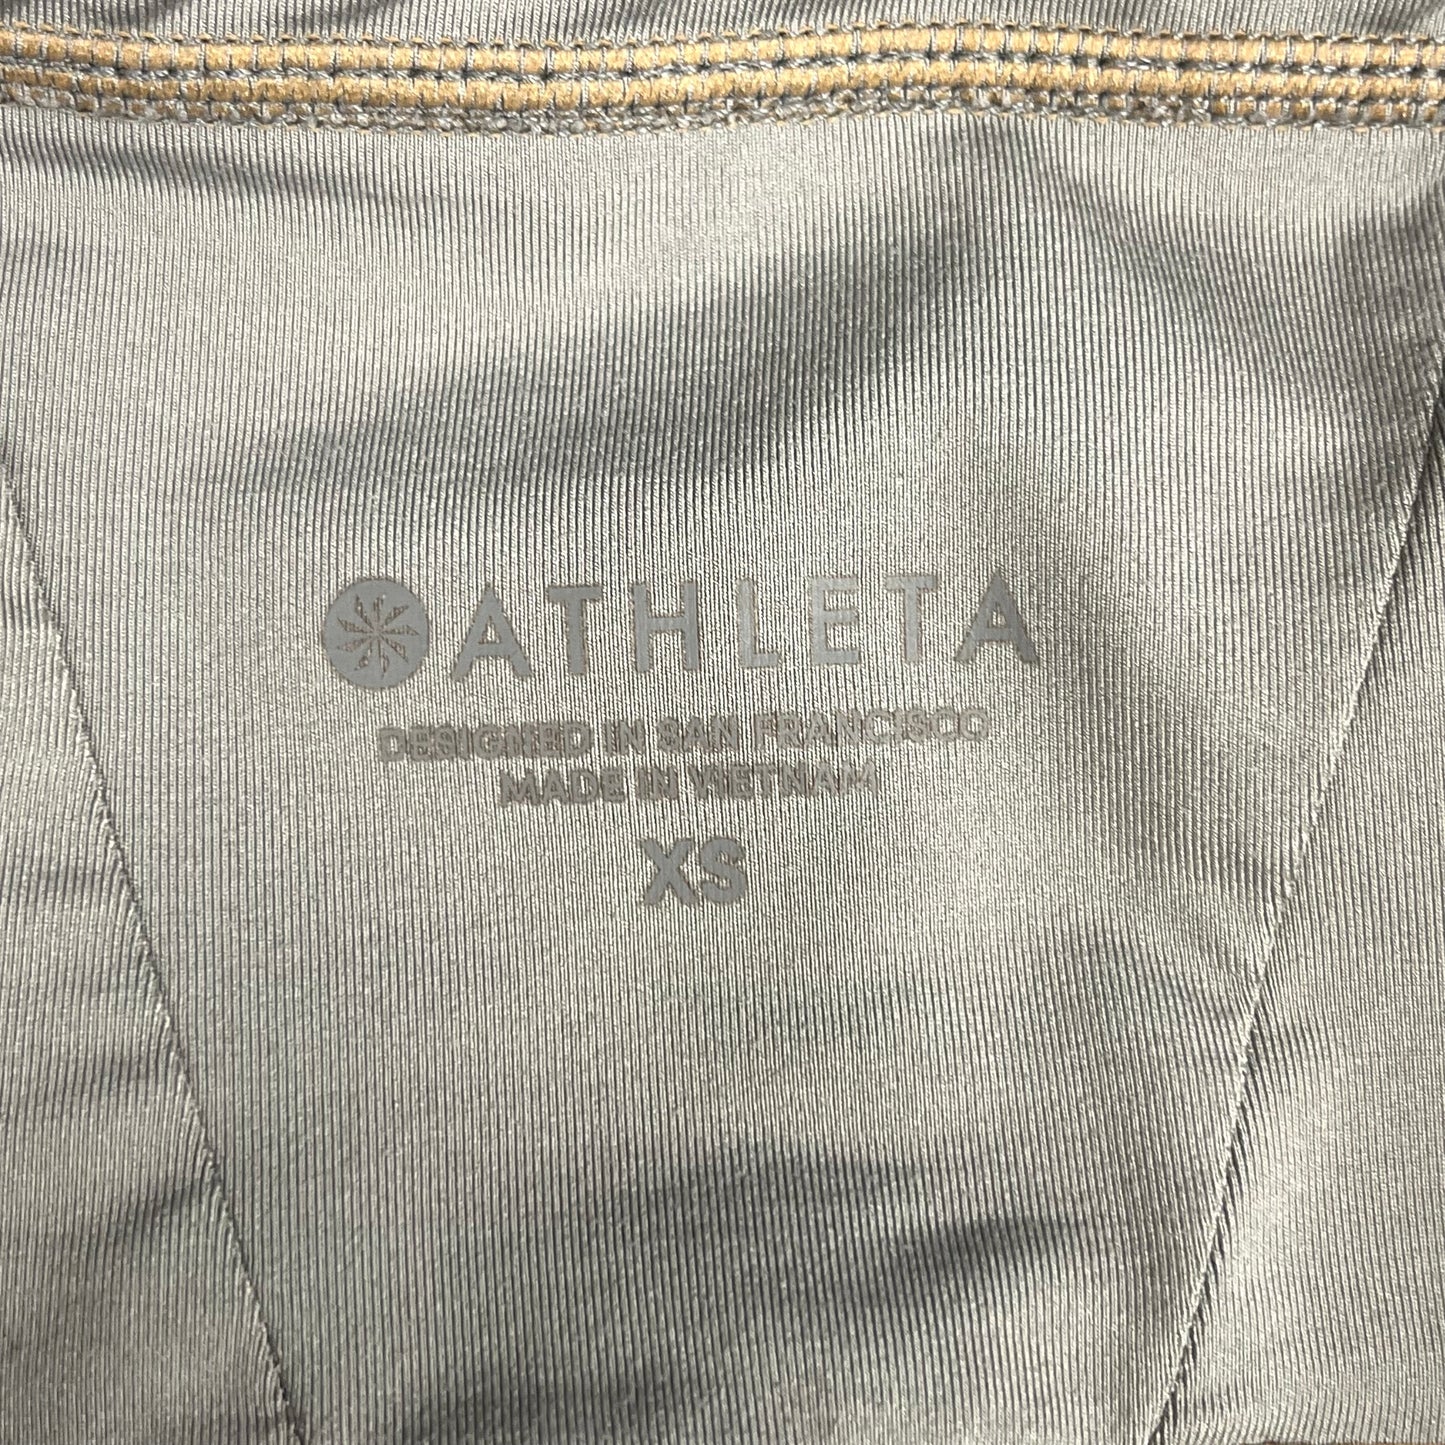 ATHLETA
DESIGNED IN SAN FRANCISCO
MADE IN VIETNAM
XS